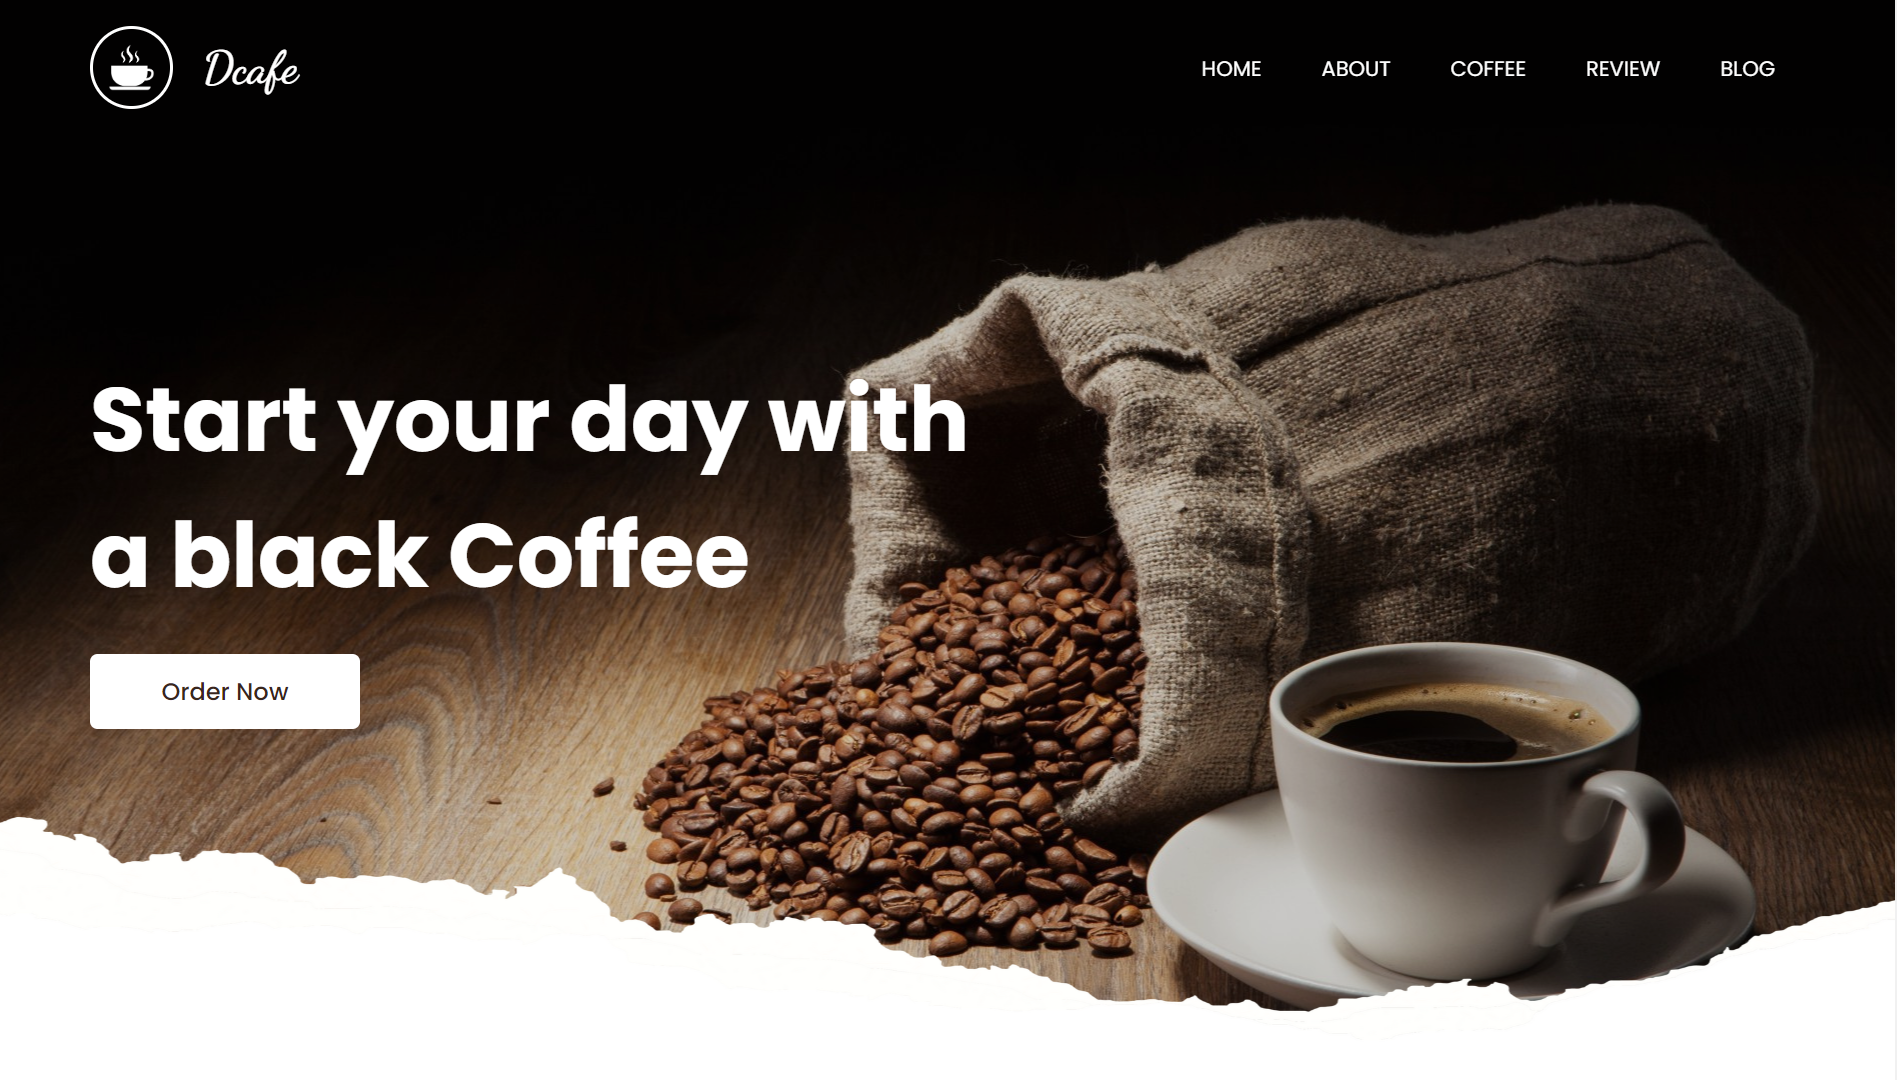 Dcafe
HOME ABOUT COFFEE REVIEW BLOG
Start your day with
a black Coffee
Order Now